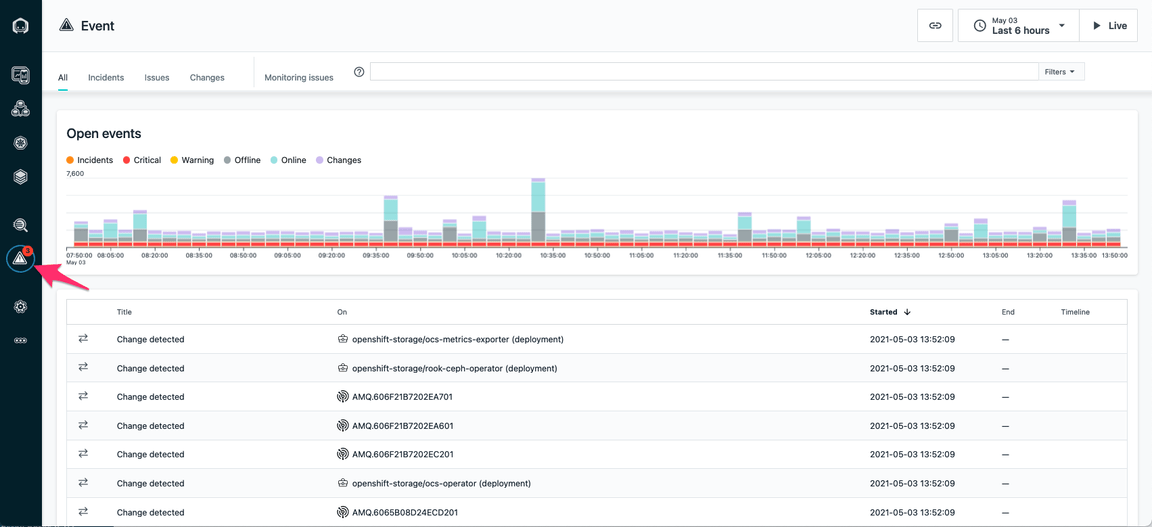 Event
May 03
Last 6 hours
Live
All
Incidents
Issues
Changes
Monitoring issues
Filters
Open events
Incidents
Critical
Warning
Offline
Online
Changes
7,600
07:50:00 08:05:00 08:20:00 08:35:00 08:50:00 09:05:00 09:20:00 09:35:00 09:50:00 10:05:00 10:20:00 10:35:00 10:50:00 11:05:00 11:20:00 11:35:00 11:50:00 12:05:00 12:20:00 12:35:00 12:50:00 13:05:00 13:20:00 13:35:00 13:50:00
May 03
Title On Started End Timeline
Change detected openshift-storage/ocs-metrics-exporter (deployment) 2021-05-03 13:52:09 —
Change detected openshift-storage/rook-ceph-operator (deployment) 2021-05-03 13:52:09 —
Change detected AMQ.606F21B7202EA701 2021-05-03 13:52:09 —
Change detected AMQ.606F21B7202EA601 2021-05-03 13:52:09 —
Change detected AMQ.606F21B7202EC201 2021-05-03 13:52:09 —
Change detected openshift-storage/ocs-operator (deployment) 2021-05-03 13:52:09 —
Change detected AMQ.6065B08D24ECD201 2021-05-03 13:52:09 —